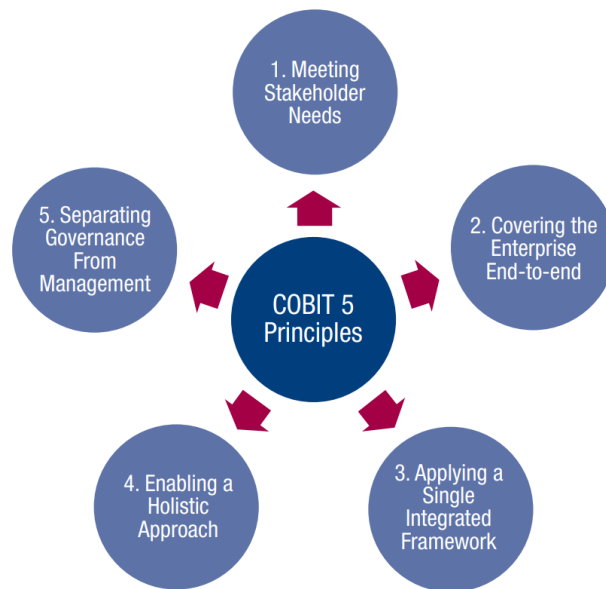 1. Meeting
Stakeholder
Needs
5. Separating
Governance
From
Management
2. Covering the
Enterprise
End-to-end
COBIT 5
Principles
4. Enabling a
Holistic
Approach
3. Applying a
Single
Integrated
Framework